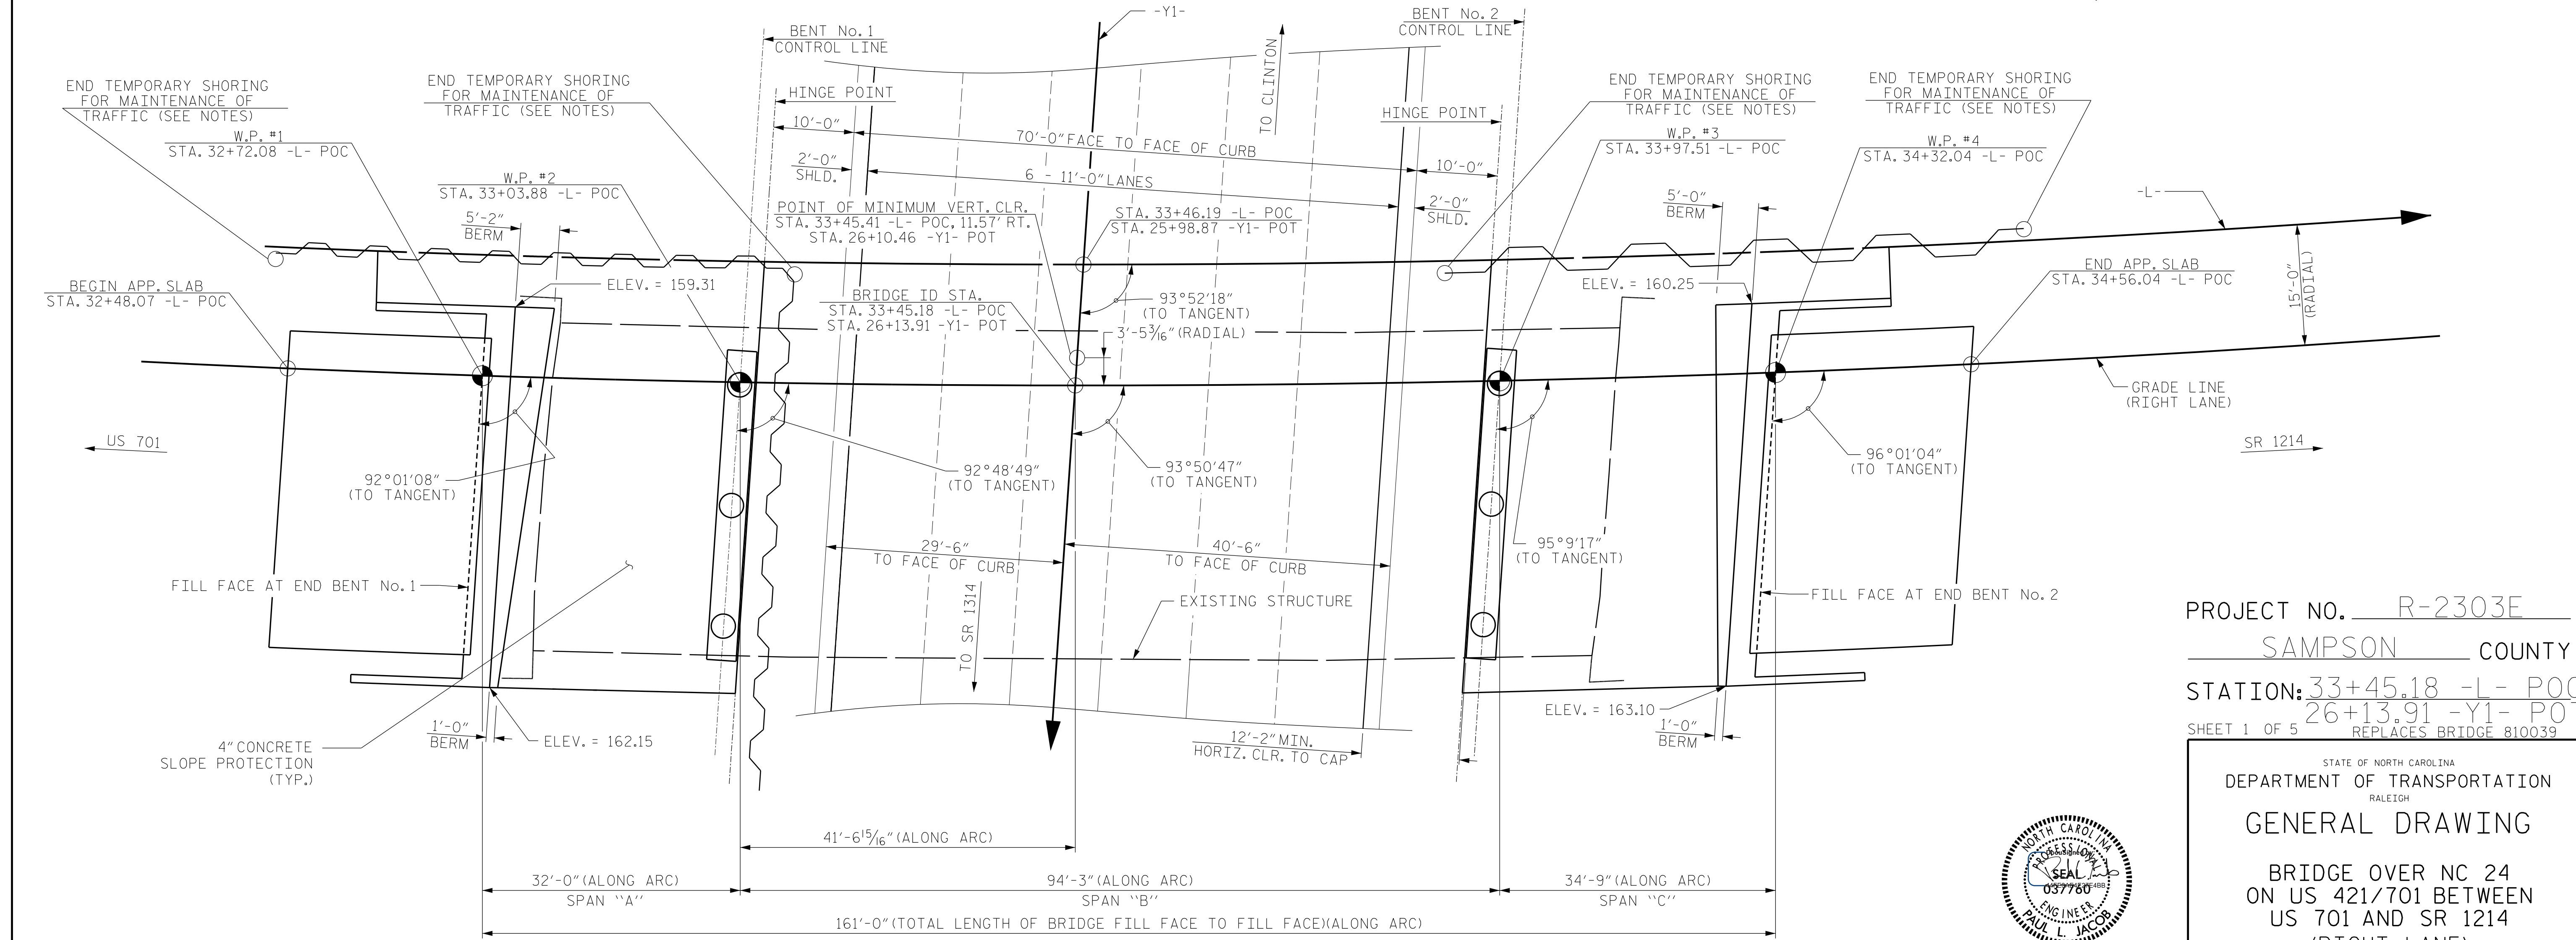 -Y1-
BENT No. 1
CONTROL LINE
BENT No. 2
CONTROL LINE
TO CLINTON
END TEMPORARY SHORING
FOR MAINTENANCE OF
TRAFFIC (SEE NOTES)
END TEMPORARY SHORING
FOR MAINTENANCE OF
TRAFFIC (SEE NOTES)
HINGE POINT
HINGE POINT
END TEMPORARY SHORING
FOR MAINTENANCE OF
TRAFFIC (SEE NOTES)
END TEMPORARY SHORING
FOR MAINTENANCE OF
TRAFFIC (SEE NOTES)
W.P. #1
STA. 32+72.08 -L- POC
10'-0"
70'-0" FACE TO FACE OF CURB
W.P. #3
STA. 33+97.51 -L- POC
W.P. #4
STA. 34+32.04 -L- POC
W.P. #2
STA. 33+03.88 -L- POC
2'-0"
SHLD.
6 - 11'-0" LANES
10'-0"
2'-0"
SHLD.
5'-2"
BERM
POINT OF MINIMUM VERT. CLR.
STA. 33+45.41 -L- POC, 11.57' RT.
STA. 26+10.46 -Y1- POT
STA. 33+46.19 -L- POC
STA. 25+98.87 -Y1- POT
5'-0"
BERM
-L-
BEGIN APP. SLAB
STA. 32+48.07 -L- POC
ELEV. = 159.31
BRIDGE ID STA.
STA. 33+45.18 -L- POC
STA. 26+13.91 -Y1- POT
93°52'18"
(TO TANGENT)
3'-5 3/16" (RADIAL)
ELEV. = 160.25
END APP. SLAB
STA. 34+56.04 -L- POC
15'-0"
(RADIAL)
GRADE LINE
(RIGHT LANE)
US 701
SR 1214
92°01'08"
(TO TANGENT)
92°48'49"
(TO TANGENT)
93°50'47"
(TO TANGENT)
95°9'17"
(TO TANGENT)
96°01'04"
(TO TANGENT)
29'-6"
TO FACE OF CURB
40'-6"
TO FACE OF CURB
FILL FACE AT END BENT No. 1
TO SR 1314
EXISTING STRUCTURE
FILL FACE AT END BENT No. 2
4" CONCRETE
SLOPE PROTECTION
(TYP.)
1'-0"
BERM
ELEV. = 162.15
12'-2" MIN.
HORIZ. CLR. TO CAP
ELEV. = 163.10
1'-0"
BERM
41'-6 15/16" (ALONG ARC)
32'-0" (ALONG ARC)
SPAN "A"
94'-3" (ALONG ARC)
SPAN "B"
34'-9" (ALONG ARC)
SPAN "C"
161'-0" (TOTAL LENGTH OF BRIDGE FILL FACE TO FILL FACE)(ALONG ARC)
PROJECT NO. R-2303E
SAMPSON COUNTY
STATION: 33+45.18 -L- POC
26+13.91 -Y1- POT
SHEET 1 OF 5 REPLACES BRIDGE 810039
STATE OF NORTH CAROLINA
DEPARTMENT OF TRANSPORTATION
RALEIGH
GENERAL DRAWING
BRIDGE OVER NC 24
ON US 421/701 BETWEEN
US 701 AND SR 1214
(RIGHT LANE)
NORTH CAROLINA
PROFESSIONAL
SEAL
037760
ENGINEER
PAUL L. JACOB